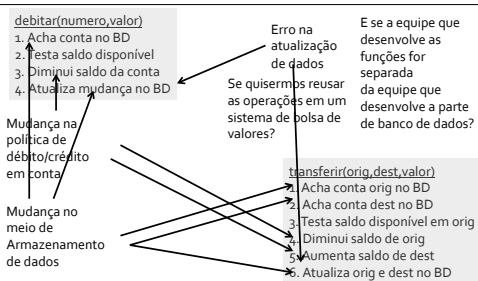 debitar(numero,valor)
1. Acha conta no BD
2. Testa saldo disponível
3. Diminui saldo da conta
4. Atualiza mudança no BD
Erro na
atualização
de dados
E se a equipe que
desenvolve as
funções for
separada
da equipe que
desenvolve a parte
de banco de dados?
Se quisermos reusar
as operações em um
sistema de bolsa de
valores?
Mudança na
política de
débito/crédito
em conta
Mudança no
meio de
Armazenamento
de dados
transferir(orig,dest,valor)
1. Acha conta orig no BD
2. Acha conta dest no BD
3. Testa saldo disponível em orig
4. Diminui saldo de orig
5. Aumenta saldo de dest
6. Atualiza orig e dest no BD